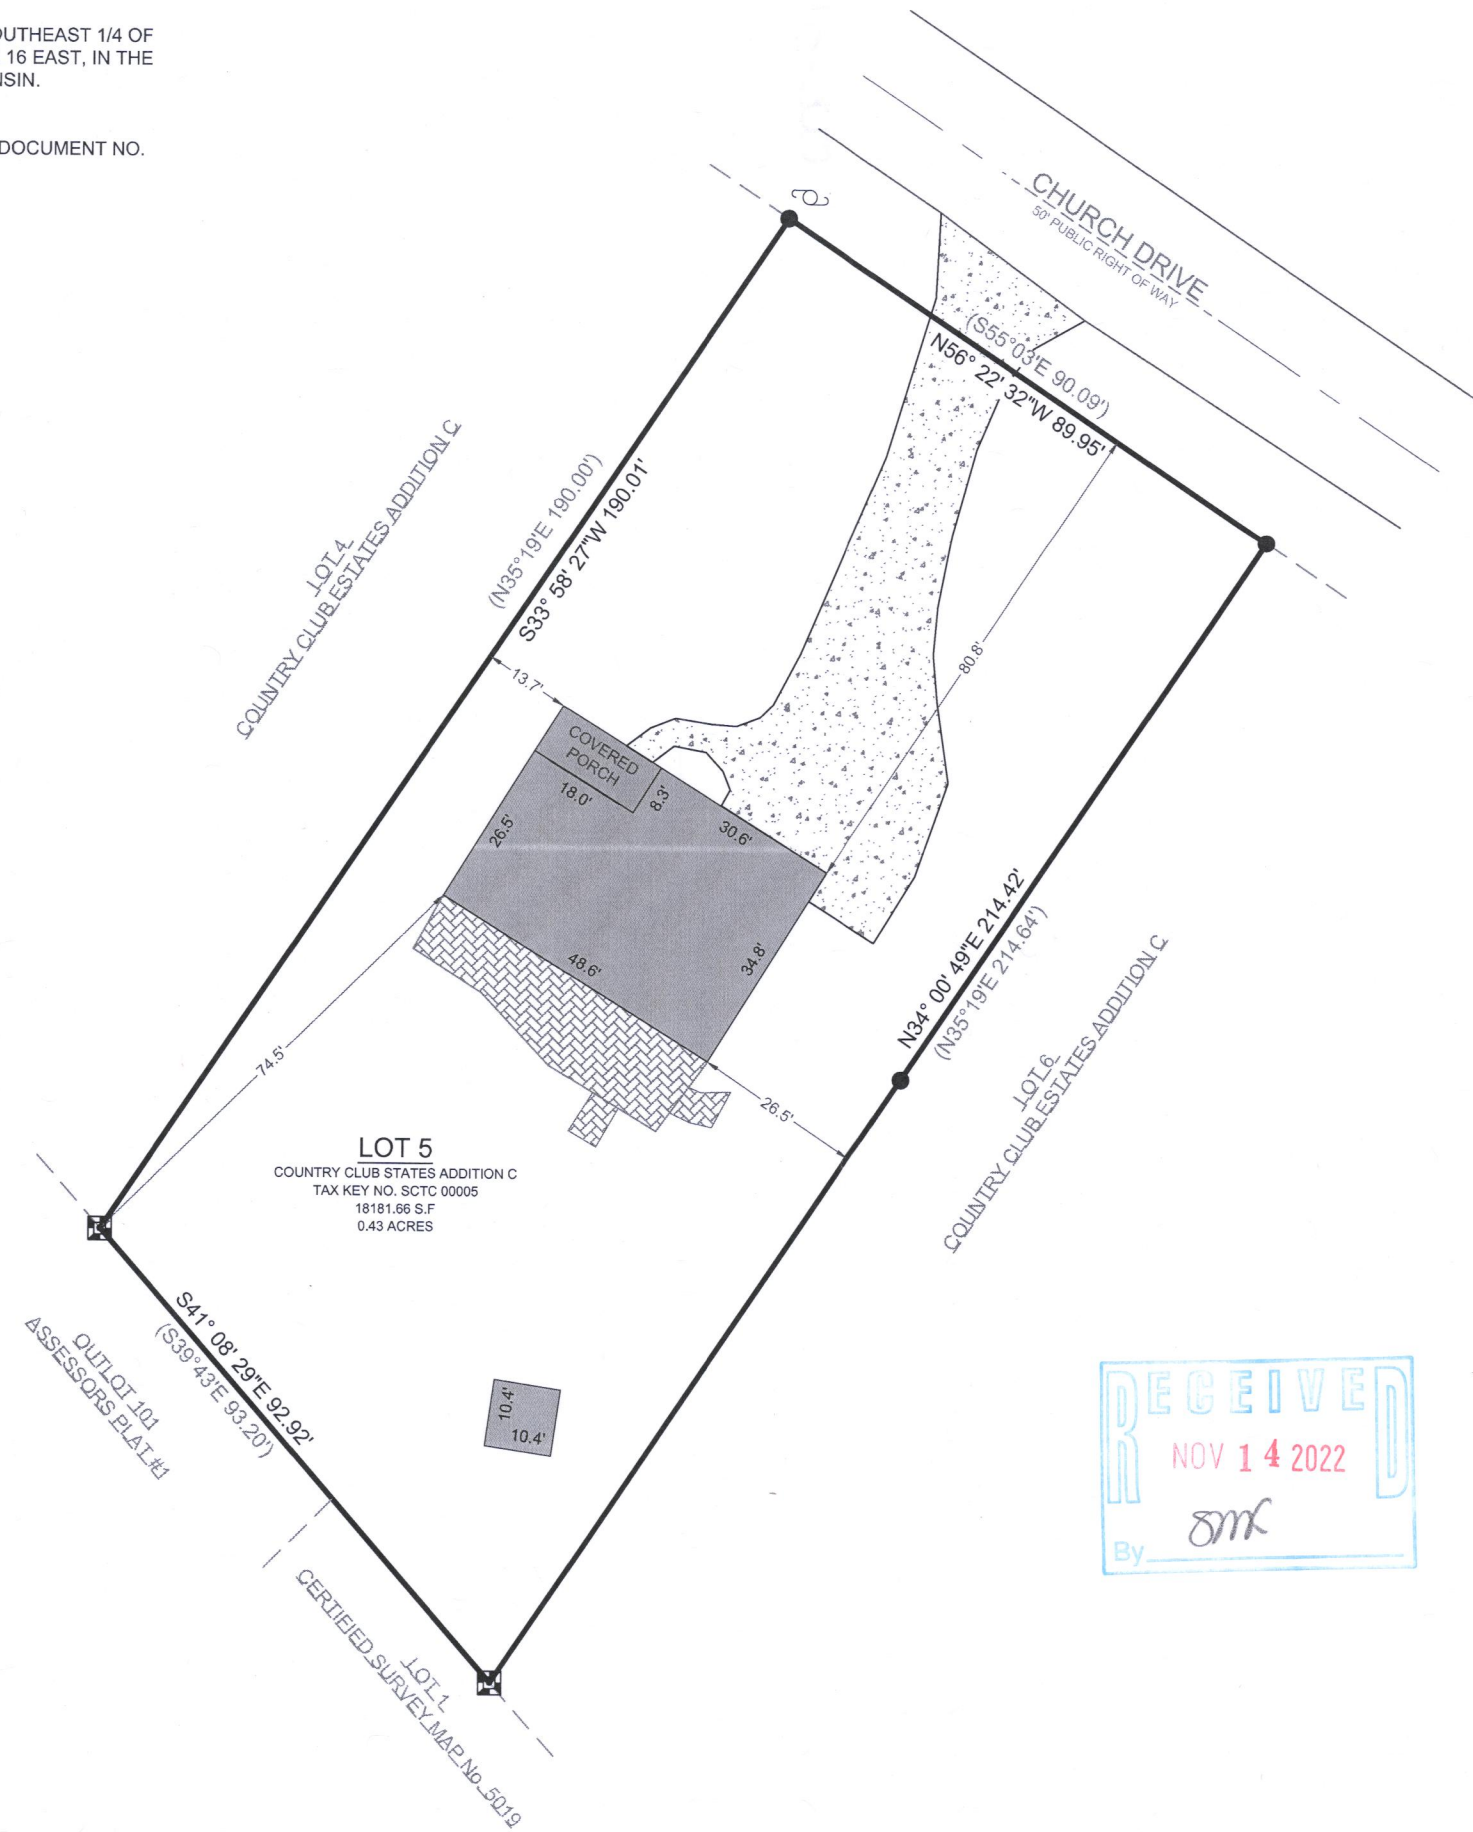 OUTHEAST 1/4 OF
16 EAST, IN THE
NSIN.
DOCUMENT NO.
CHURCH DRIVE
50' PUBLIC RIGHT OF WAY
(S55°03'E 90.09')
N56° 22' 32"W 89.95'
LOT 4
COUNTRY CLUB ESTATES ADDITION C
(N35°19'E 190.00')
S33° 58' 27"W 190.01'
13.7'
80.8'
COVERED
PORCH
18.0'
8.3'
30.6'
26.5'
48.6'
34.8'
74.5'
26.5'
N34° 00' 49"E 214.42'
(N35°19'E 214.64')
LOT 6
COUNTRY CLUB ESTATES ADDITION C
LOT 5
COUNTRY CLUB STATES ADDITION C
TAX KEY NO. SCTC 00005
18181.66 S.F
0.43 ACRES
S41° 08' 29"E 92.92'
(S39°43'E 93.20')
OUTLOT 101
ASSESSORS PLAT #1
10.4'
10.4'
LOT 1
CERTIFIED SURVEY MAP No. 5019
RECEIVED
NOV 14 2022
By smk